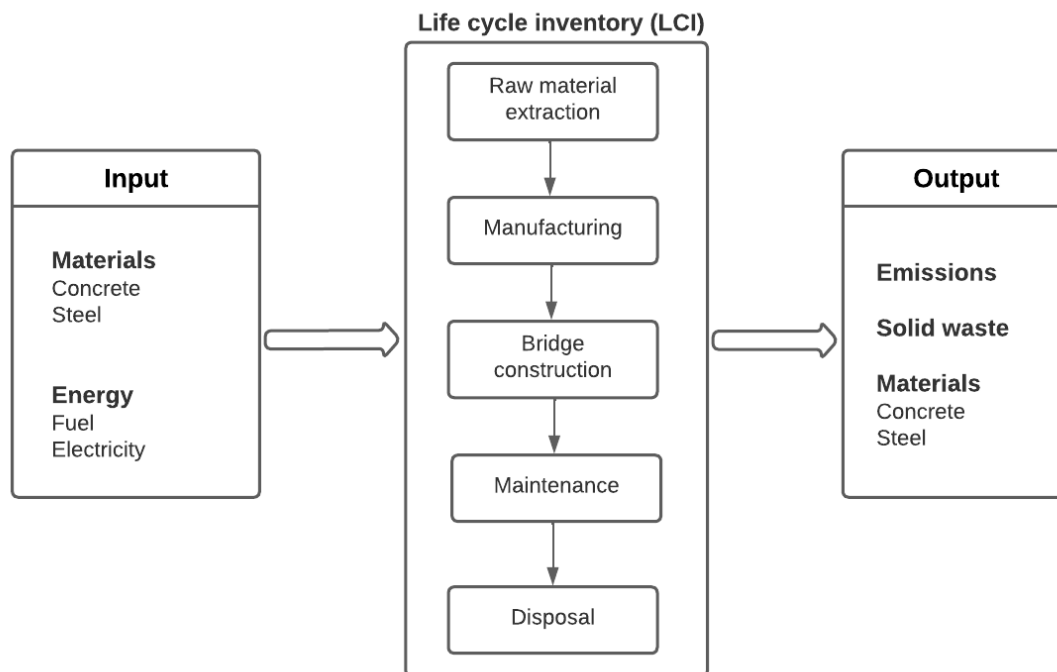 Life cycle inventory (LCI)
Input
Materials
Concrete
Steel
Energy
Fuel
Electricity
Raw material
extraction
Manufacturing
Bridge
construction
Maintenance
Disposal
Output
Emissions
Solid waste
Materials
Concrete
Steel